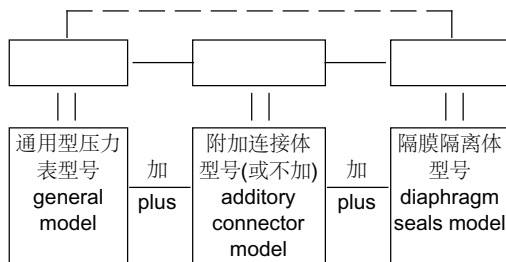 通用型压力
表型号
general
model
加
plus
附加连接体
型号(或不加)
additory
connector
model
加
plus
隔膜隔离体
型号
diaphragm
seals model